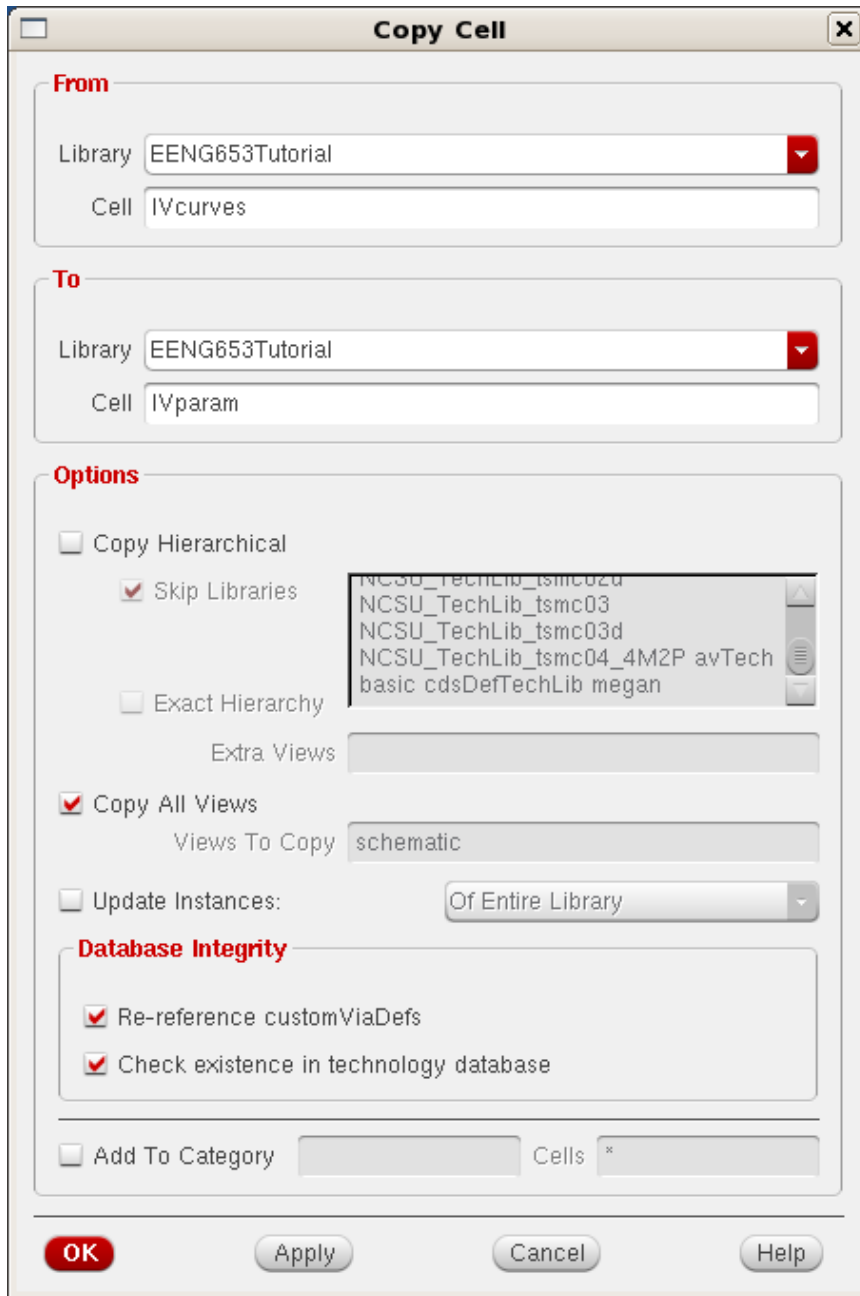 Copy Cell
From
Library EENG653Tutorial
Cell IVcurves
To
Library EENG653Tutorial
Cell IVparam
Options
Copy Hierarchical
Skip Libraries
NCSU_TechLib_tsmc02d
NCSU_TechLib_tsmc03
NCSU_TechLib_tsmc03d
NCSU_TechLib_tsmc04_4M2P avTech
basic cdsDefTechLib megan
Exact Hierarchy
Extra Views
Copy All Views
Views To Copy schematic
Update Instances: Of Entire Library
Database Integrity
Re-reference customViaDefs
Check existence in technology database
Add To Category Cells *
OK Apply Cancel Help